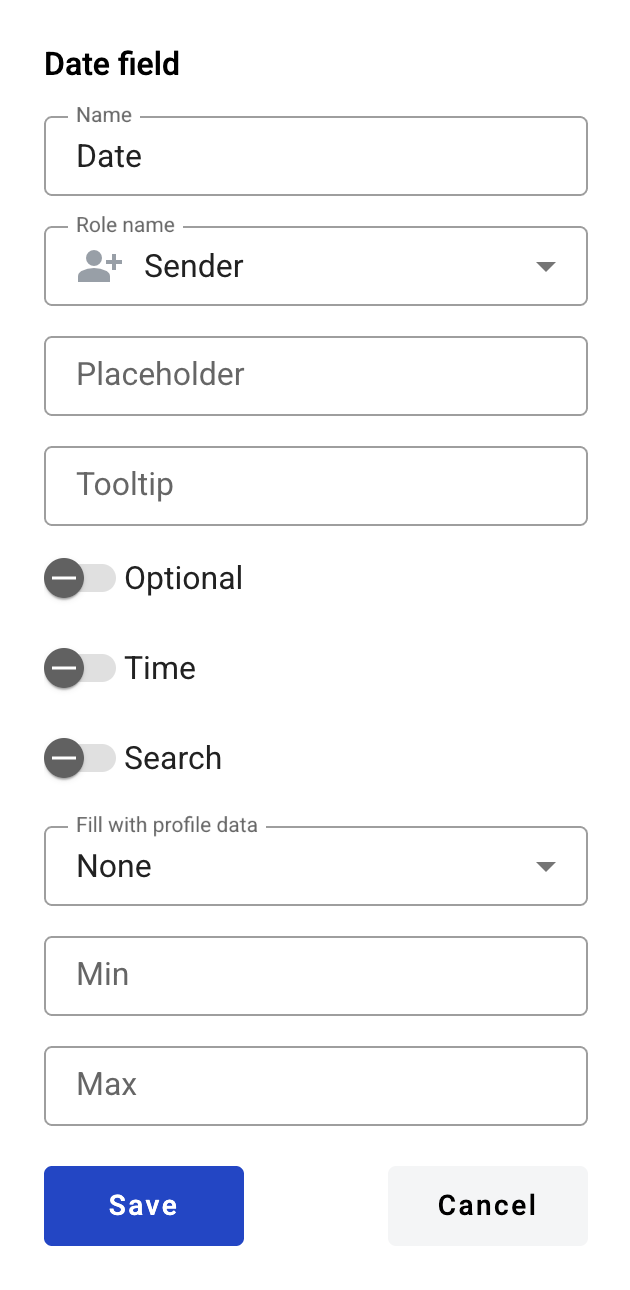 Date field
Name
Date
Role name
Sender
Placeholder
Tooltip
Optional
Time
Search
Fill with profile data
None
Min
Max
Save
Cancel